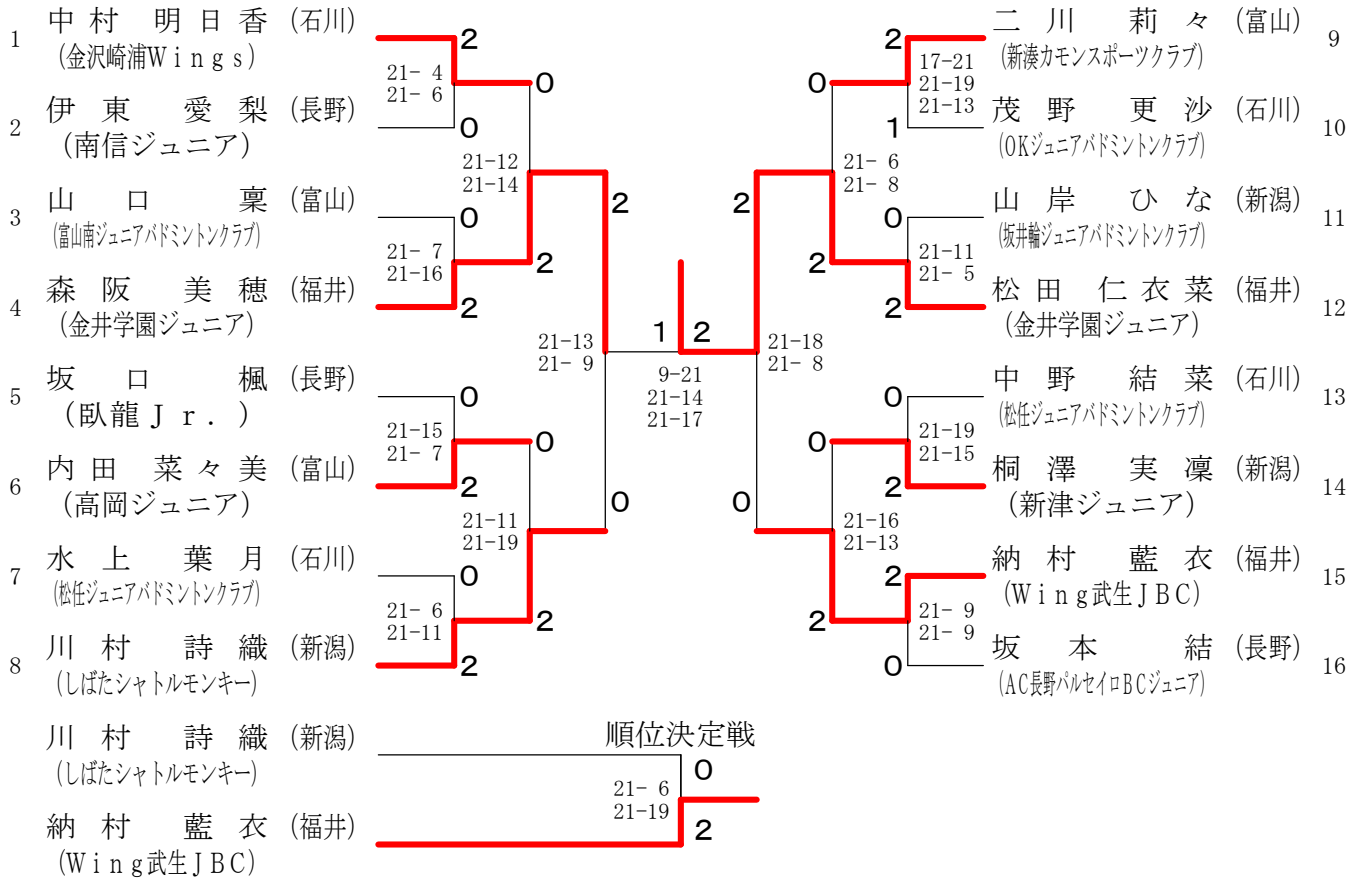 1 中村 明日香 (石川)
(金沢崎浦Wings)
2
21- 4
21- 6
0
2 伊東 愛梨 (長野)
(南信ジュニア)
0
21-12
21-14
3 山口 稟 (富山)
(富山南ジュニアバドミントンクラブ)
0
21- 7
21-16
2
2
4 森阪 美穂 (福井)
(金井学園ジュニア)
2
21-13
21- 9
5 坂口 楓 (長野)
(臥龍Jr.)
0
21-15
21- 7
0
6 内田 菜々美 (富山)
(高岡ジュニア)
2
21-11
21-19
0
7 水上 葉月 (石川)
(松任ジュニアバドミントンクラブ)
0
21- 6
21-11
2
8 川村 詩織 (新潟)
(しばたシャトルモンキー)
2
1 2
9-21
21-14
21-17
二川 莉々 (富山) 9
(新湊カモンスポーツクラブ)
2
17-21
21-19
21-13
0
茂野 更沙 (石川) 10
(OKジュニアバドミントンクラブ)
1
21- 6
21- 8
山岸 ひな (新潟) 11
(坂井輪ジュニアバドミントンクラブ)
0
21-11
21- 5
2
2
松田 仁衣菜 (福井) 12
(金井学園ジュニア)
2
21-18
21- 8
中野 結菜 (石川) 13
(松任ジュニアバドミントンクラブ)
0
21-19
21-15
0
桐澤 実凜 (新潟) 14
(新津ジュニア)
2
21-16
21-13
0
納村 藍衣 (福井) 15
(Wing武生JBC)
2
21- 9
21- 9
2
坂本 結 (長野) 16
(AC長野パルセイロBCジュニア)
0
順位決定戦
川村 詩織 (新潟)
(しばたシャトルモンキー)
0
21- 6
21-19
納村 藍衣 (福井)
(Wing武生JBC)
2